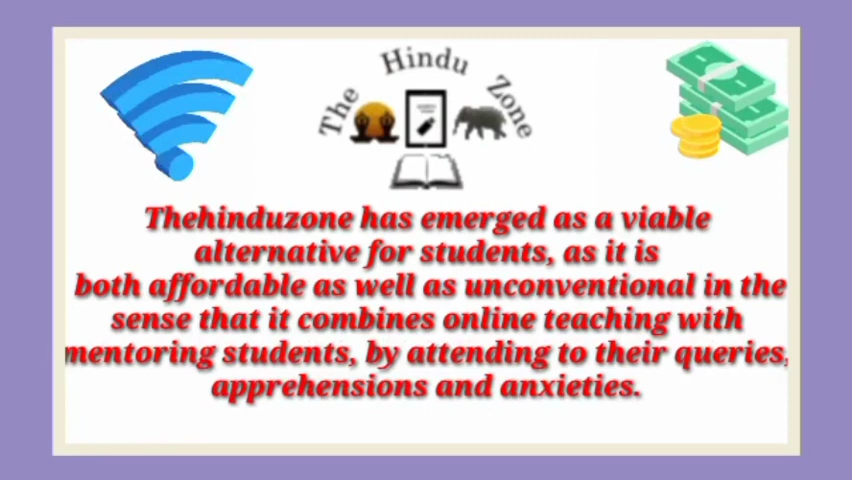 The Hindu Zone
Thehinduzone has emerged as a viable
alternative for students, as it is
both affordable as well as unconventional in the
sense that it combines online teaching with
mentoring students, by attending to their queries,
apprehensions and anxieties.